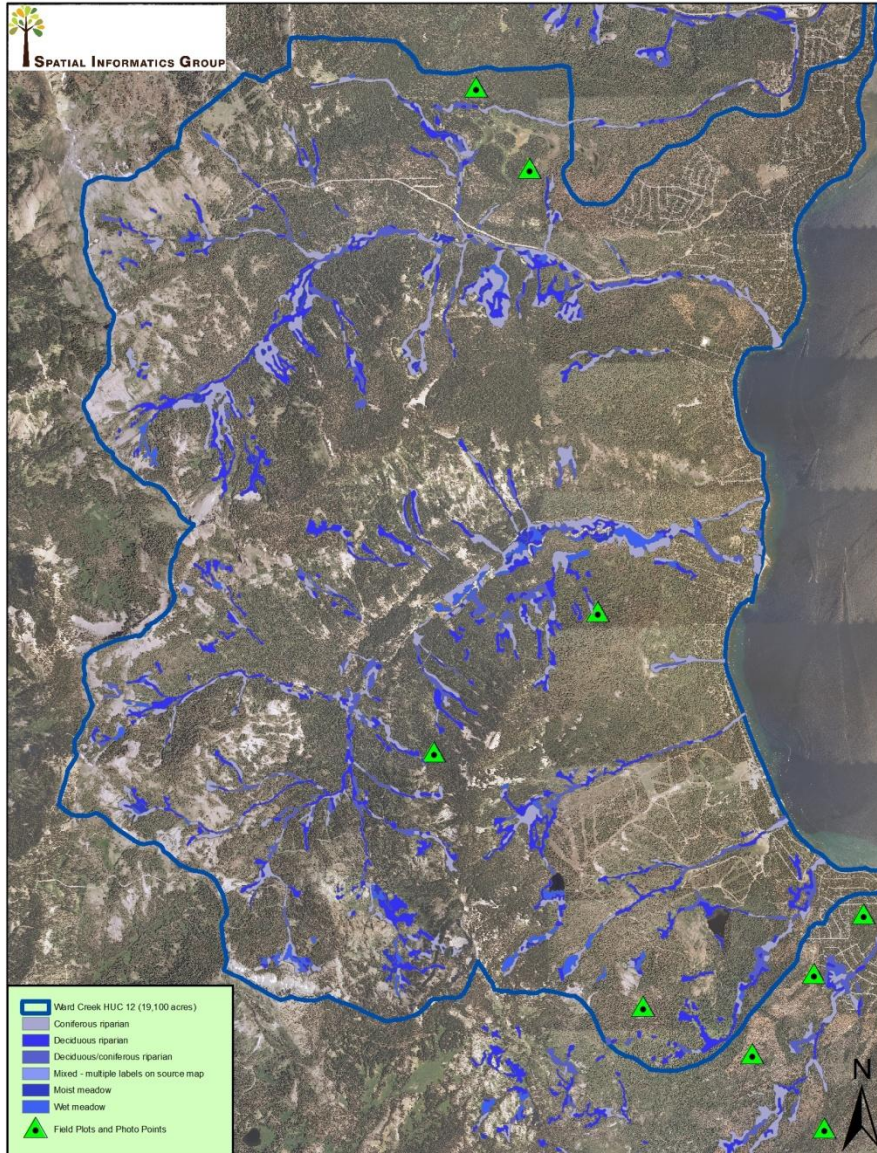 SPATIAL INFORMATICS GROUP
Ward Creek HUC 12 (19,100 acres)
Coniferous riparian
Deciduous riparian
Deciduous/coniferous riparian
Mixed - multiple labels on source map
Moist meadow
Wet meadow
Field Plots and Photo Points
N